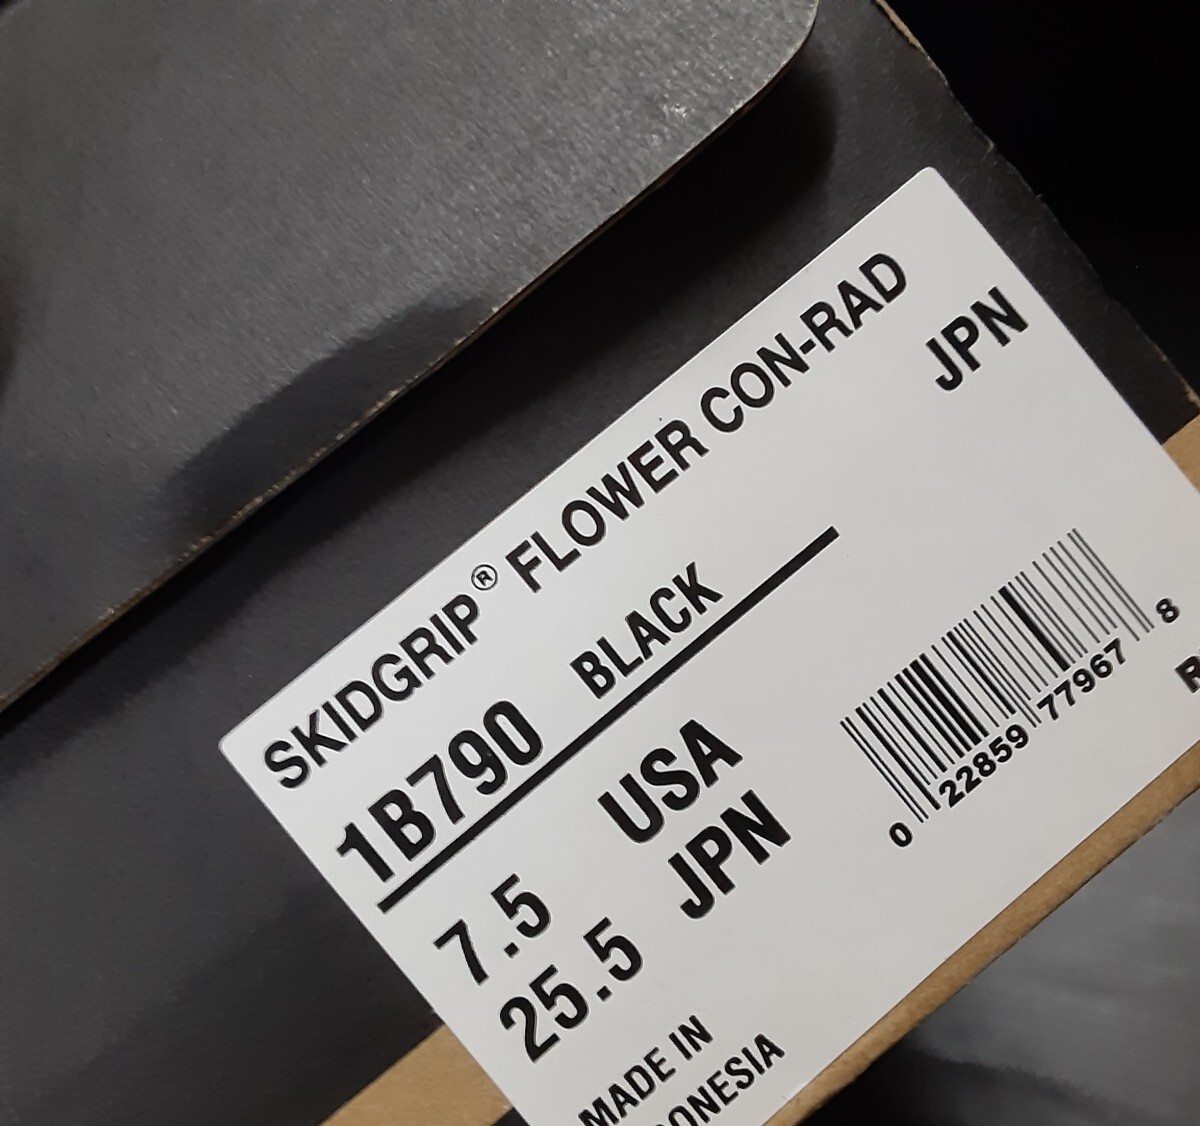 SKIDGRIP® FLOWER CON-RAD
JPN
1B790 BLACK
7.5 USA
25.5 JPN
0 22859 77967 8
MADE IN